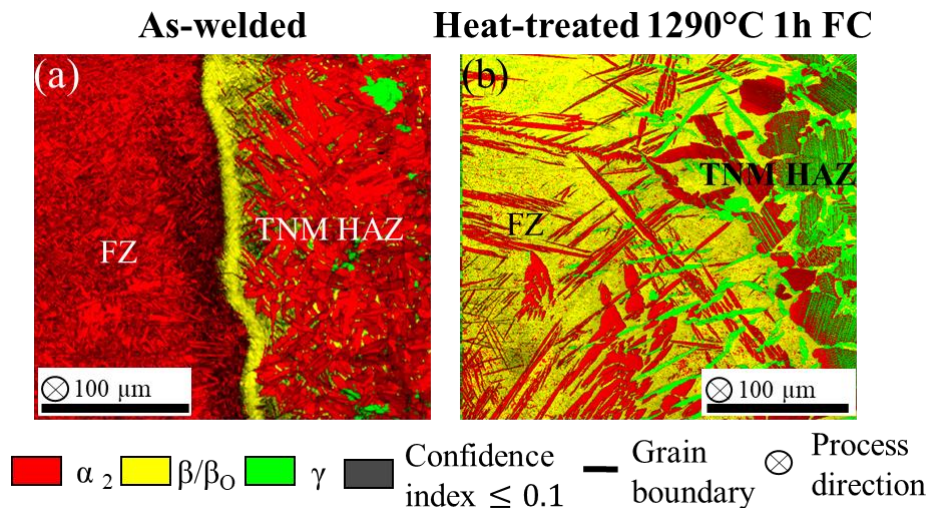 As-welded Heat-treated 1290°C 1h FC
(a) (b)
TNM HAZ
FZ TNM HAZ
FZ
⊗ 100 µm ⊗ 100 µm
α 2 β/βO γ Confidence index ≤ 0.1 Grain boundary ⊗ Process direction